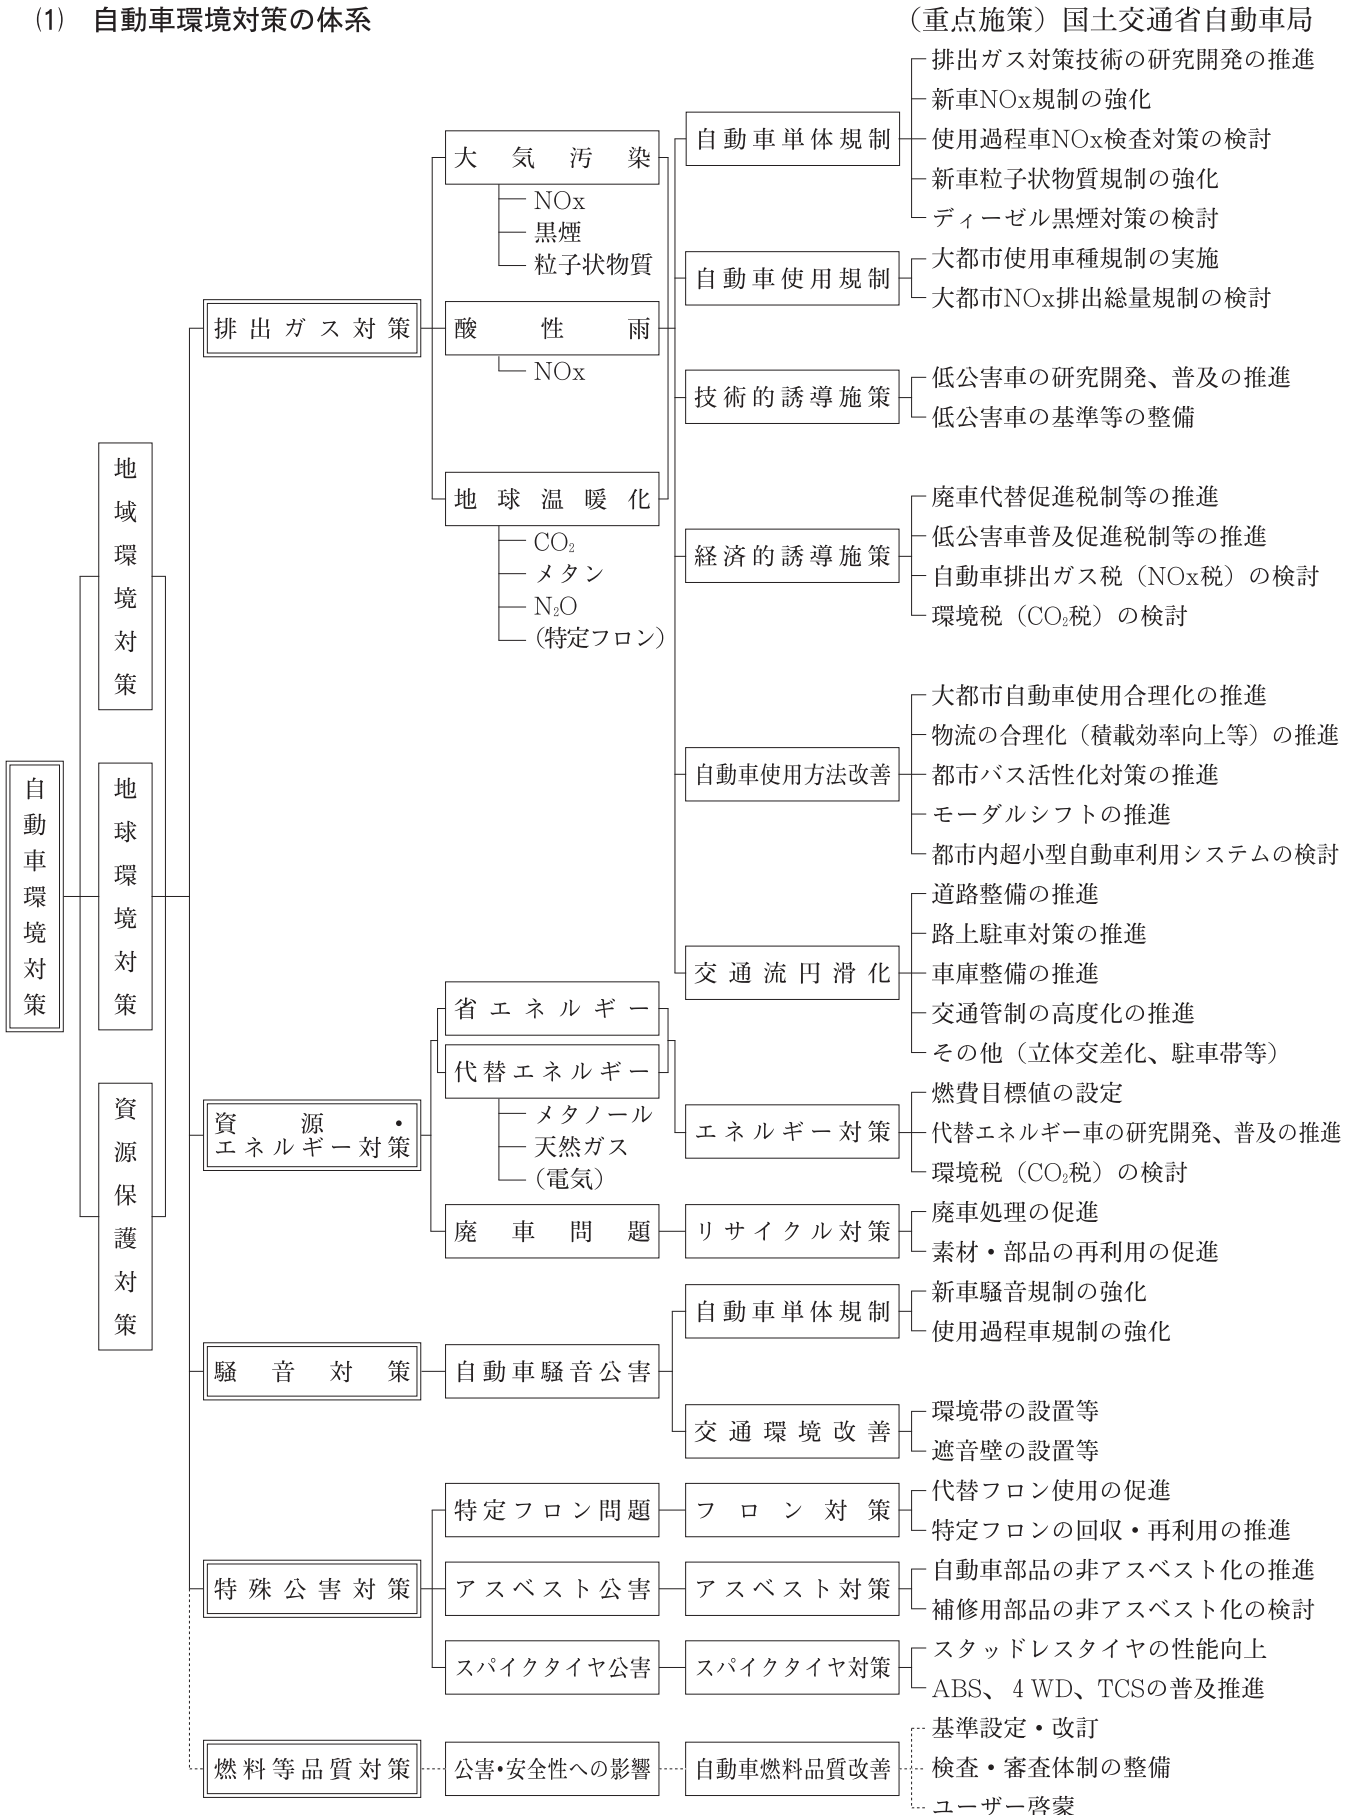 (1) 自動車環境対策の体系
（重点施策）国土交通省自動車局
自動車環境対策
地域環境対策
地球環境対策
資源保護対策
排出ガス対策
大気汚染
NOx
黒煙
粒子状物質
酸性雨
NOx
地球温暖化
CO₂
メタン
N₂O
（特定フロン）
自動車単体規制
排出ガス対策技術の研究開発の推進
新車NOx規制の強化
使用過程車NOx検査対策の検討
新車粒子状物質規制の強化
ディーゼル黒煙対策の検討
自動車使用規制
大都市使用車種規制の実施
大都市NOx排出総量規制の検討
技術的誘導施策
低公害車の研究開発、普及の推進
低公害車の基準等の整備
経済的誘導施策
廃車代替促進税制等の推進
低公害車普及促進税制等の推進
自動車排出ガス税（NOx税）の検討
環境税（CO₂税）の検討
自動車使用方法改善
大都市自動車使用合理化の推進
物流の合理化（積載効率向上等）の推進
都市バス活性化対策の推進
モーダルシフトの推進
都市内超小型自動車利用システムの検討
交通流円滑化
道路整備の推進
路上駐車対策の推進
車庫整備の推進
交通管制の高度化の推進
その他（立体交差化、駐車帯等）
資源・
エネルギー対策
省エネルギー
代替エネルギー
メタノール
天然ガス
（電気）
エネルギー対策
燃費目標値の設定
代替エネルギー車の研究開発、普及の推進
環境税（CO₂税）の検討
廃車問題
リサイクル対策
廃車処理の促進
素材・部品の再利用の促進
騒音対策
自動車騒音公害
自動車単体規制
新車騒音規制の強化
使用過程車規制の強化
交通環境改善
環境帯の設置等
遮音壁の設置等
特殊公害対策
特定フロン問題
フロン対策
代替フロン使用の促進
特定フロンの回収・再利用の推進
アスベスト公害
アスベスト対策
自動車部品の非アスベスト化の推進
補修用部品の非アスベスト化の検討
スパイクタイヤ公害
スパイクタイヤ対策
スタッドレスタイヤの性能向上
ABS、4WD、TCSの普及推進
燃料等品質対策
公害・安全性への影響
自動車燃料品質改善
基準設定・改訂
検査・審査体制の整備
ユーザー啓蒙